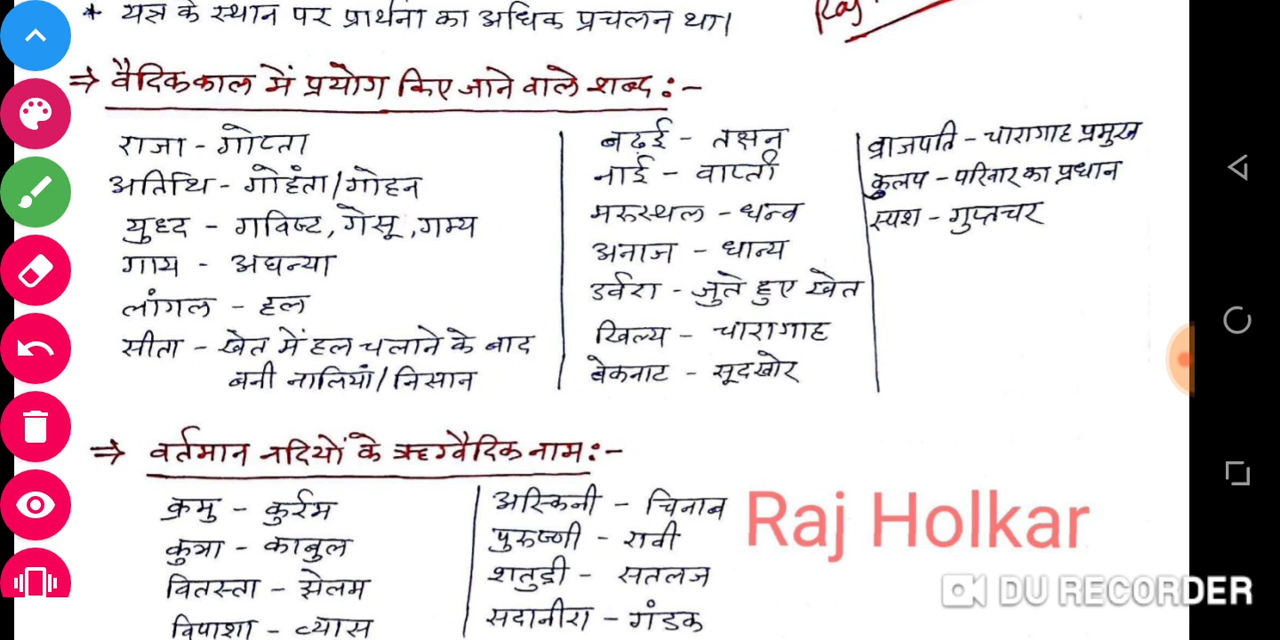 * यज्ञ के स्थान पर प्रार्थना का अधिक प्रचलन था।
Raj
⇒ वैदिक काल में प्रयोग किए जाने वाले शब्द :-
राजा - गोप्ता
अतिथि - गोहंता/गोहन
युध्द - गविष्ट, गेसू, गम्य
गाय - अघन्या
लांगल - हल
सीता - खेत में हल चलाने के बाद
बनी नालियां/निसान
बढ़ई - तक्षन
नाई - वाप्ती
मरुस्थल - धन्व
अनाज - धान्य
उर्वरा - जुते हुए खेत
खिल्य - चारागाह
बेकनाट - सूदखोर
व्राजपति - चारागाह प्रमुख
कुलप - परिवार का प्रधान
स्पश - गुप्तचर
⇒ वर्तमान नदियों के ऋग्वैदिक नाम :-
क्रमु - कुर्रम
कुत्रा - काबुल
वितस्ता - झेलम
विपाशा - व्यास
अस्किनी - चिनाब
पुरुष्णी - रावी
शतुद्री - सतलज
सदानीरा - गंडक
Raj Holkar
DU RECORDER